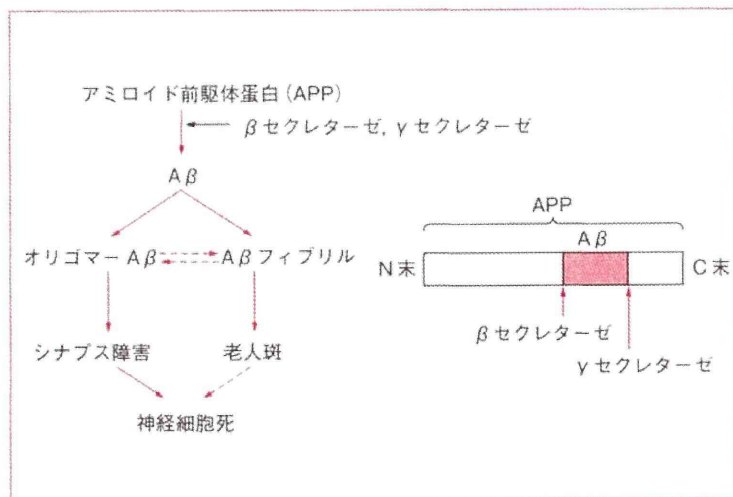 アミロイド前駆体蛋白(APP)
βセクレターゼ, γセクレターゼ
Aβ
オリゴマー Aβ
Aβフィブリル
シナプス障害
老人斑
神経細胞死
APP
Aβ
N末
C末
βセクレターゼ
γセクレターゼ